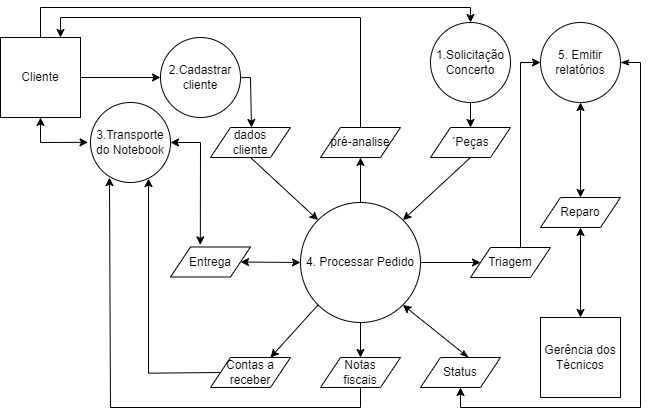 Cliente
2.Cadastrar
cliente
1.Solicitação
Concerto
5. Emitir
relatórios
3.Transporte
do Notebook
dados
cliente
pré-analise
´Peças
Entrega
4. Processar Pedido
Triagem
Reparo
Contas a
receber
Notas
fiscais
Status
Gerência dos
Técnicos